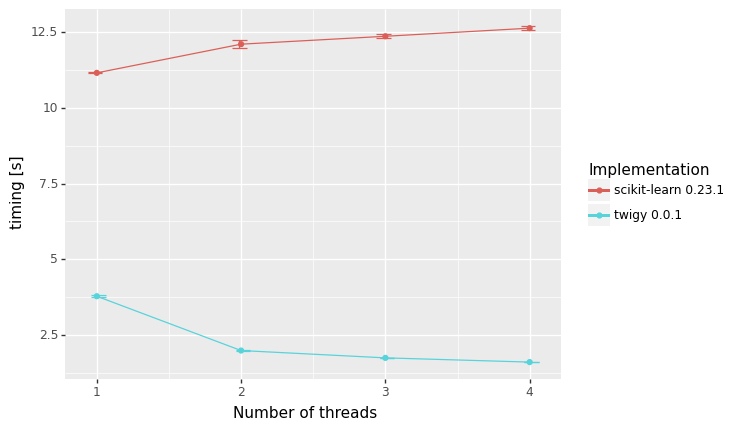 12.5
10
7.5
5
2.5
timing [s]
1
2
3
4
Number of threads
Implementation
scikit-learn 0.23.1
twigy 0.0.1